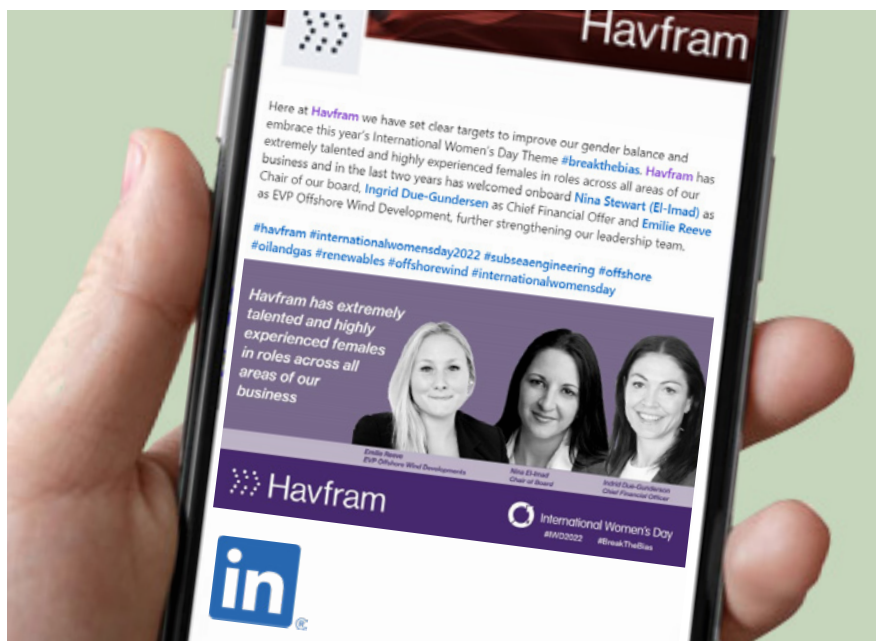 Havfram
Here at Havfram we have set clear targets to improve our gender balance and
embrace this year's International Women's Day Theme #breakthebias. Havfram has
extremely talented and highly experienced females in roles across all areas of our
business and in the last two years has welcomed onboard Nina Stewart (El-Imad) as
Chair of our board, Ingrid Due-Gundersen as Chief Financial Offer and Emilie Reeve
as EVP Offshore Wind Development, further strengthening our leadership team.
#havfram #internationalwomensday2022 #subseaengineering #offshore
#oilandgas #renewables #offshorewind #internationalwomensday
Havfram has extremely
talented and highly
experienced females
in roles across all
areas of our
business
Emilie Reeve
EVP Offshore Wind Developments
Nina El-Imad
Chair of Board
Indrid Due-Gunderson
Chief Financial Officer
Havfram
International Women's Day
#IWD2022 #BreakTheBias
in